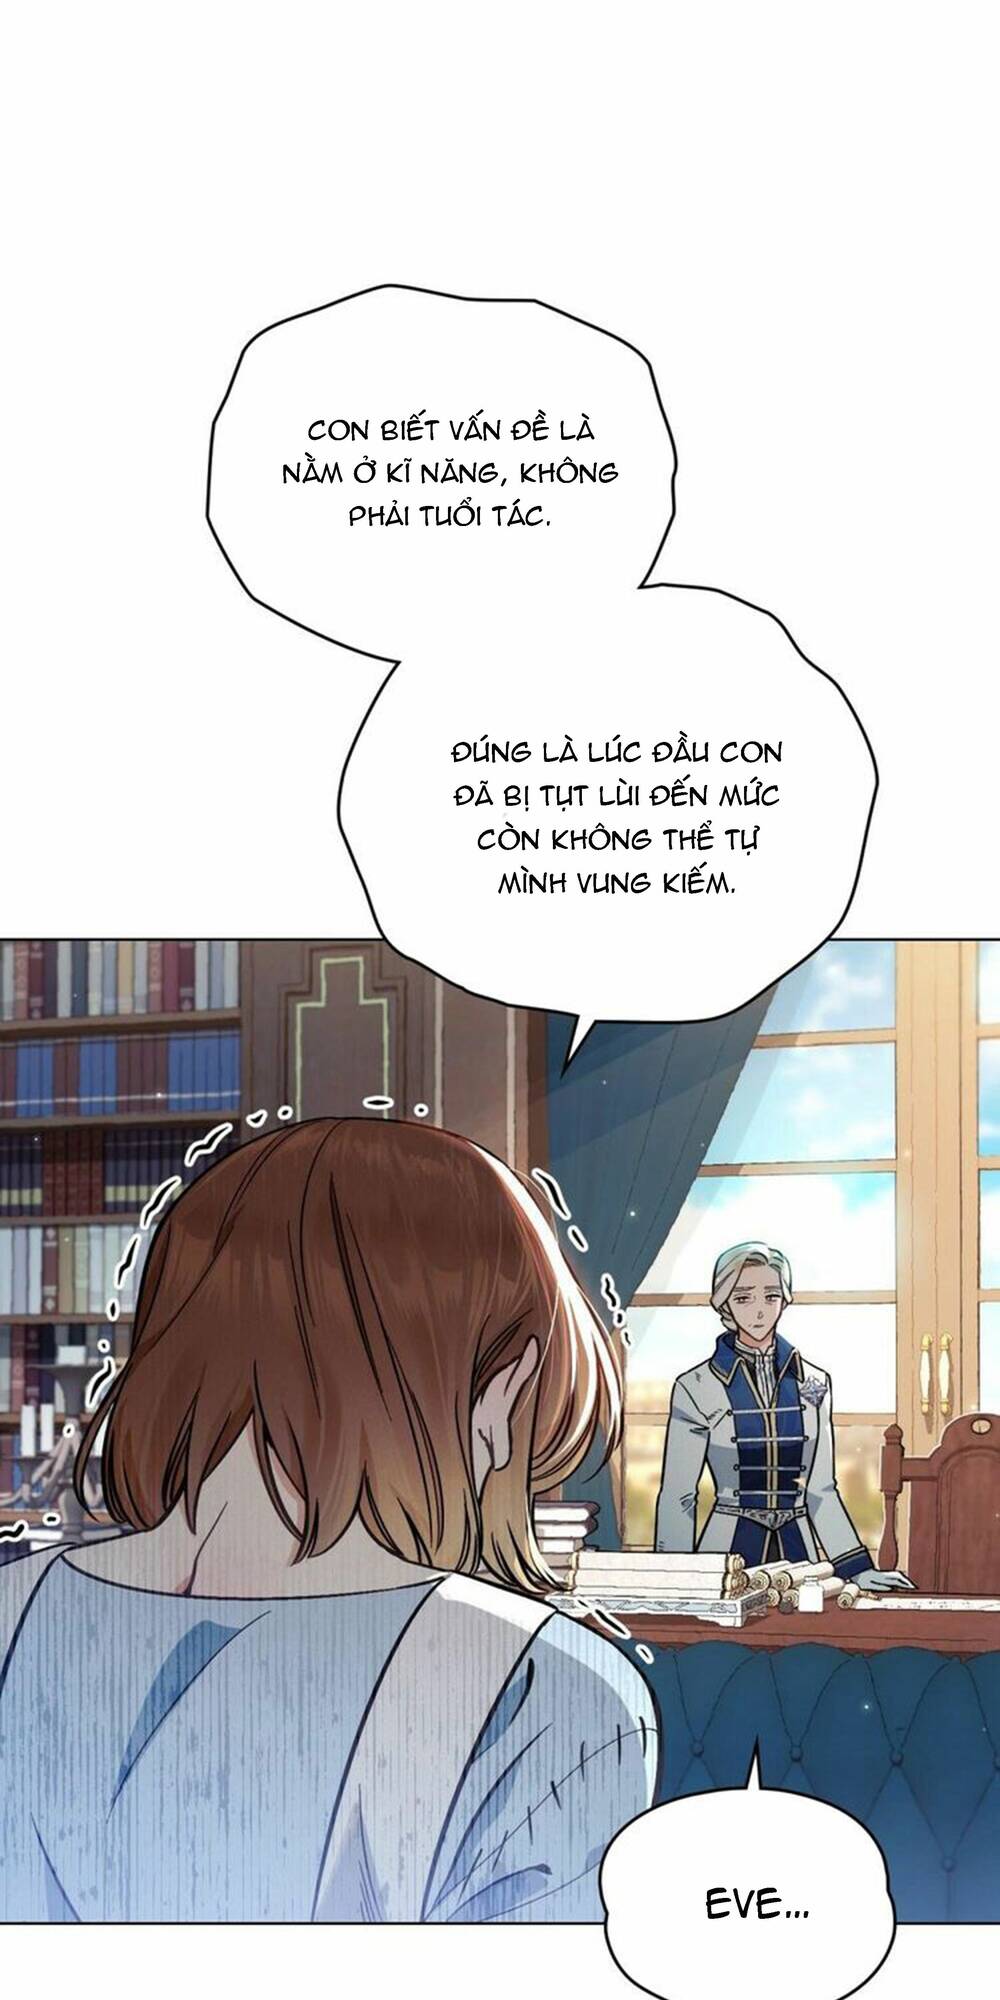 CON BIẾT VẤN ĐỀ LÀ
NẰM Ở KĨ NĂNG, KHÔNG
PHẢI TUỔI TÁC.
ĐÚNG LÀ LÚC ĐẦU CON
ĐÃ BỊ TỤT LÙI ĐẾN MỨC
CÒN KHÔNG THỂ TỰ
MÌNH VUNG KIẾM.
EVE...